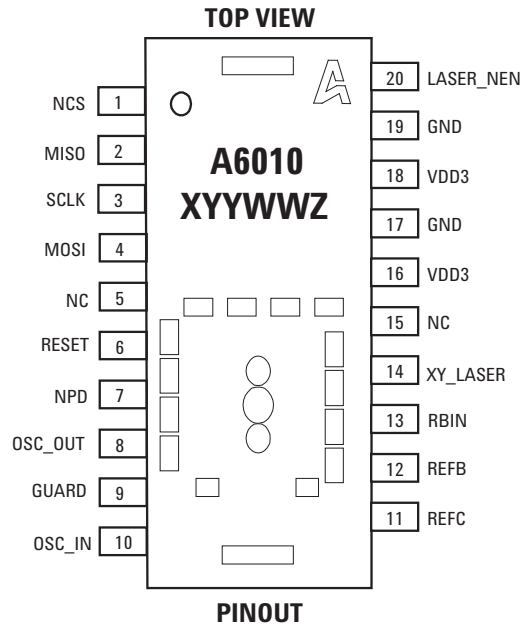 TOP VIEW
A6010
XYYWWZ
NCS 1
MISO 2
SCLK 3
MOSI 4
NC 5
RESET 6
NPD 7
OSC_OUT 8
GUARD 9
OSC_IN 10
20 LASER_NEN
19 GND
18 VDD3
17 GND
16 VDD3
15 NC
14 XY_LASER
13 RBIN
12 REFB
11 REFC
PINOUT